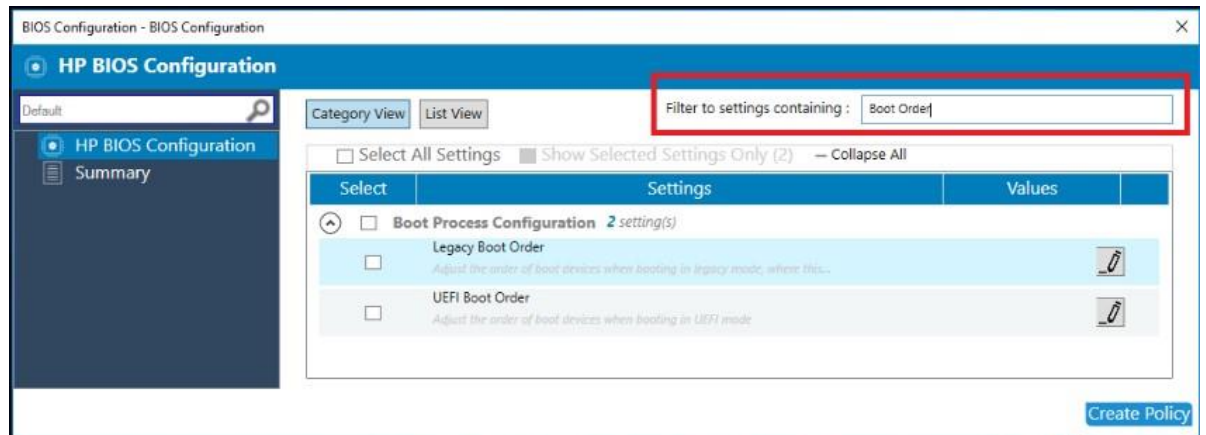 BIOS Configuration - BIOS Configuration
HP BIOS Configuration
Default
HP BIOS Configuration
Summary
Category View List View Filter to settings containing : Boot Order
Select All Settings Show Selected Settings Only (2) — Collapse All
Select Settings Values
Boot Process Configuration 2 setting(s)
Legacy Boot Order
Adjust the order of boot devices when booting in legacy mode, where this...
UEFI Boot Order
Adjust the order of boot devices when booting in UEFI mode
Create Policy